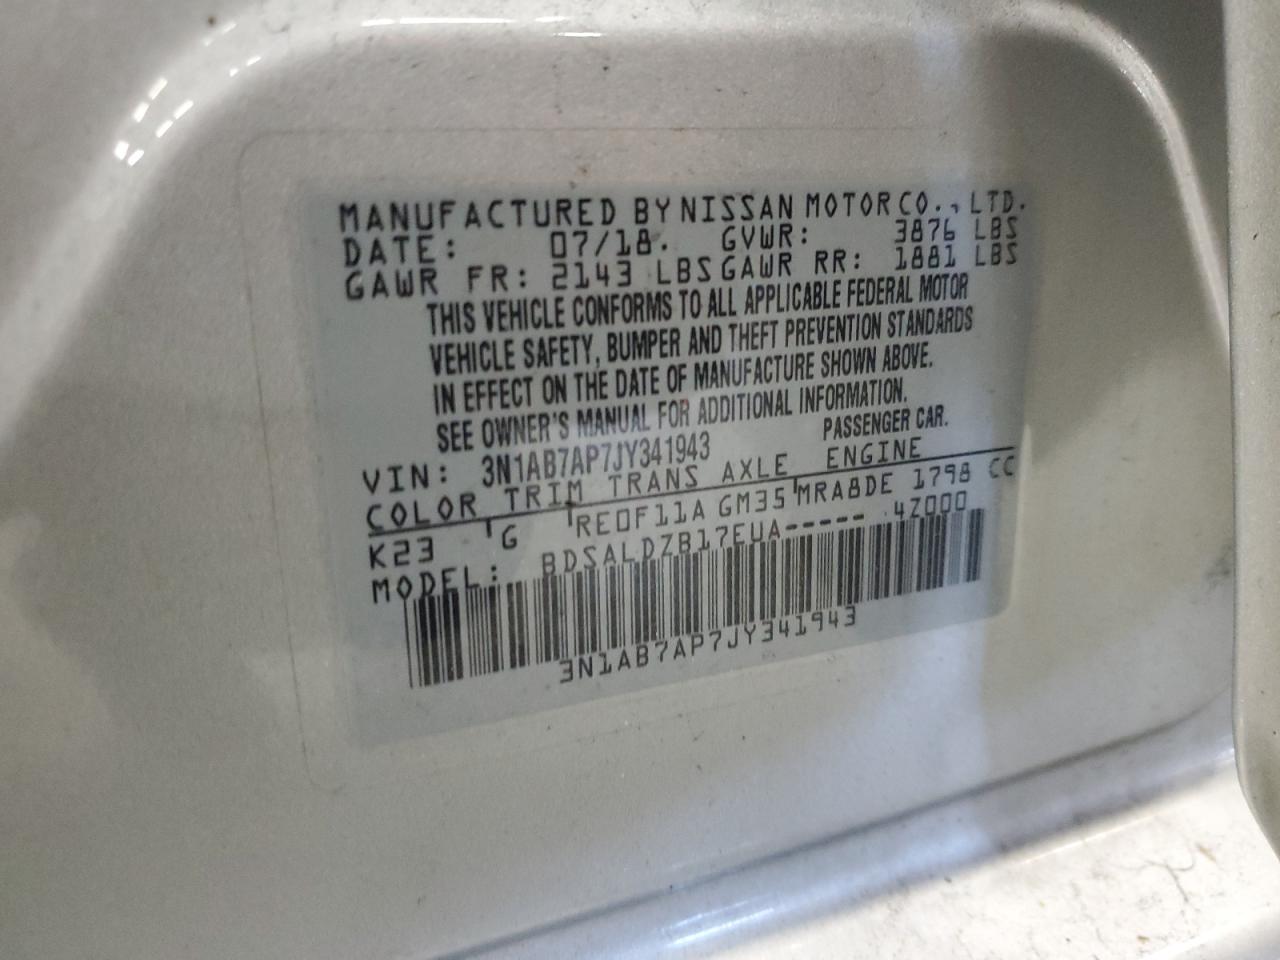 MANUFACTURED BY NISSAN MOTOR CO., LTD.
DATE: 07/18. GVWR: 3876 LBS
GAWR FR: 2143 LBS GAWR RR: 1881 LBS
THIS VEHICLE CONFORMS TO ALL APPLICABLE FEDERAL MOTOR
VEHICLE SAFETY, BUMPER AND THEFT PREVENTION STANDARDS
IN EFFECT ON THE DATE OF MANUFACTURE SHOWN ABOVE.
SEE OWNER'S MANUAL FOR ADDITIONAL INFORMATION.
VIN: 3N1AB7AP7JY341943 PASSENGER CAR.
COLOR TRIM TRANS AXLE ENGINE
K23 G RE0F11A GM35 MRA8DE 1798 CC
MODEL: BDSALDZB17EUA----- 4Z000
3N1AB7AP7JY341943